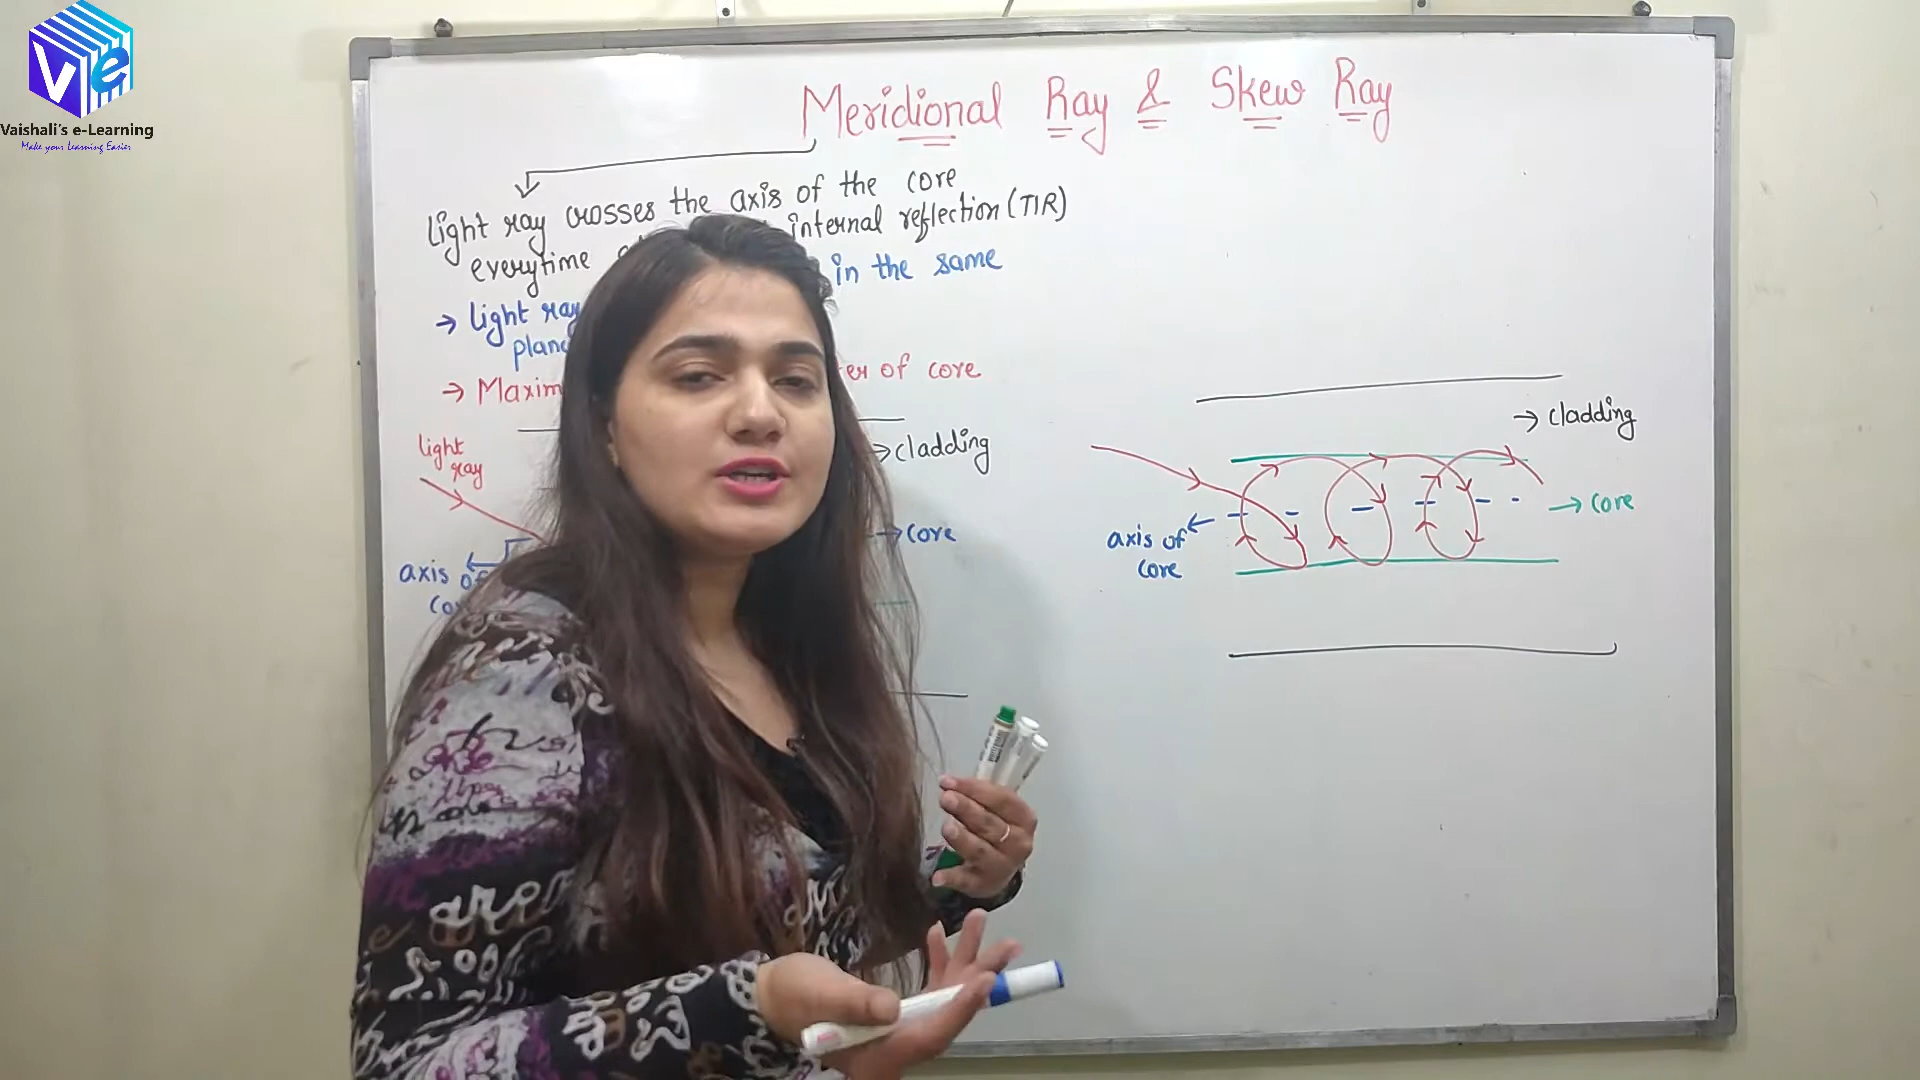 Ve
Vaishali's e-Learning
Make your Learning Easier
Meridional Ray & Skew Ray
Light ray crosses the axis of the core
everytime internal reflection (TIR)
→ Light ray in the same
plane
→ of core
light
ray
→ cladding
→ core
axis of
→ cladding
→ core
axis of
core